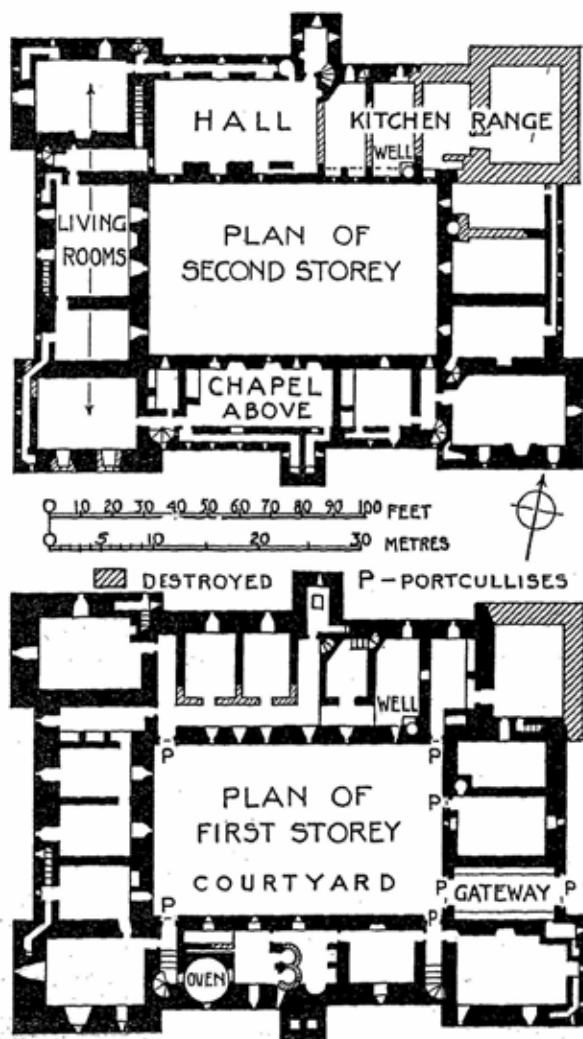 HALL
KITCHEN RANGE
WELL
LIVING
ROOMS
PLAN OF
SECOND STOREY
CHAPEL
ABOVE
0 10 20 30 40 50 60 70 80 90 100 FEET
0 5 10 20 30 METRES
DESTROYED P-PORTCULLISES
WELL
P P
PLAN OF
FIRST STOREY
P
COURTYARD
P GATEWAY P
P P
OVEN